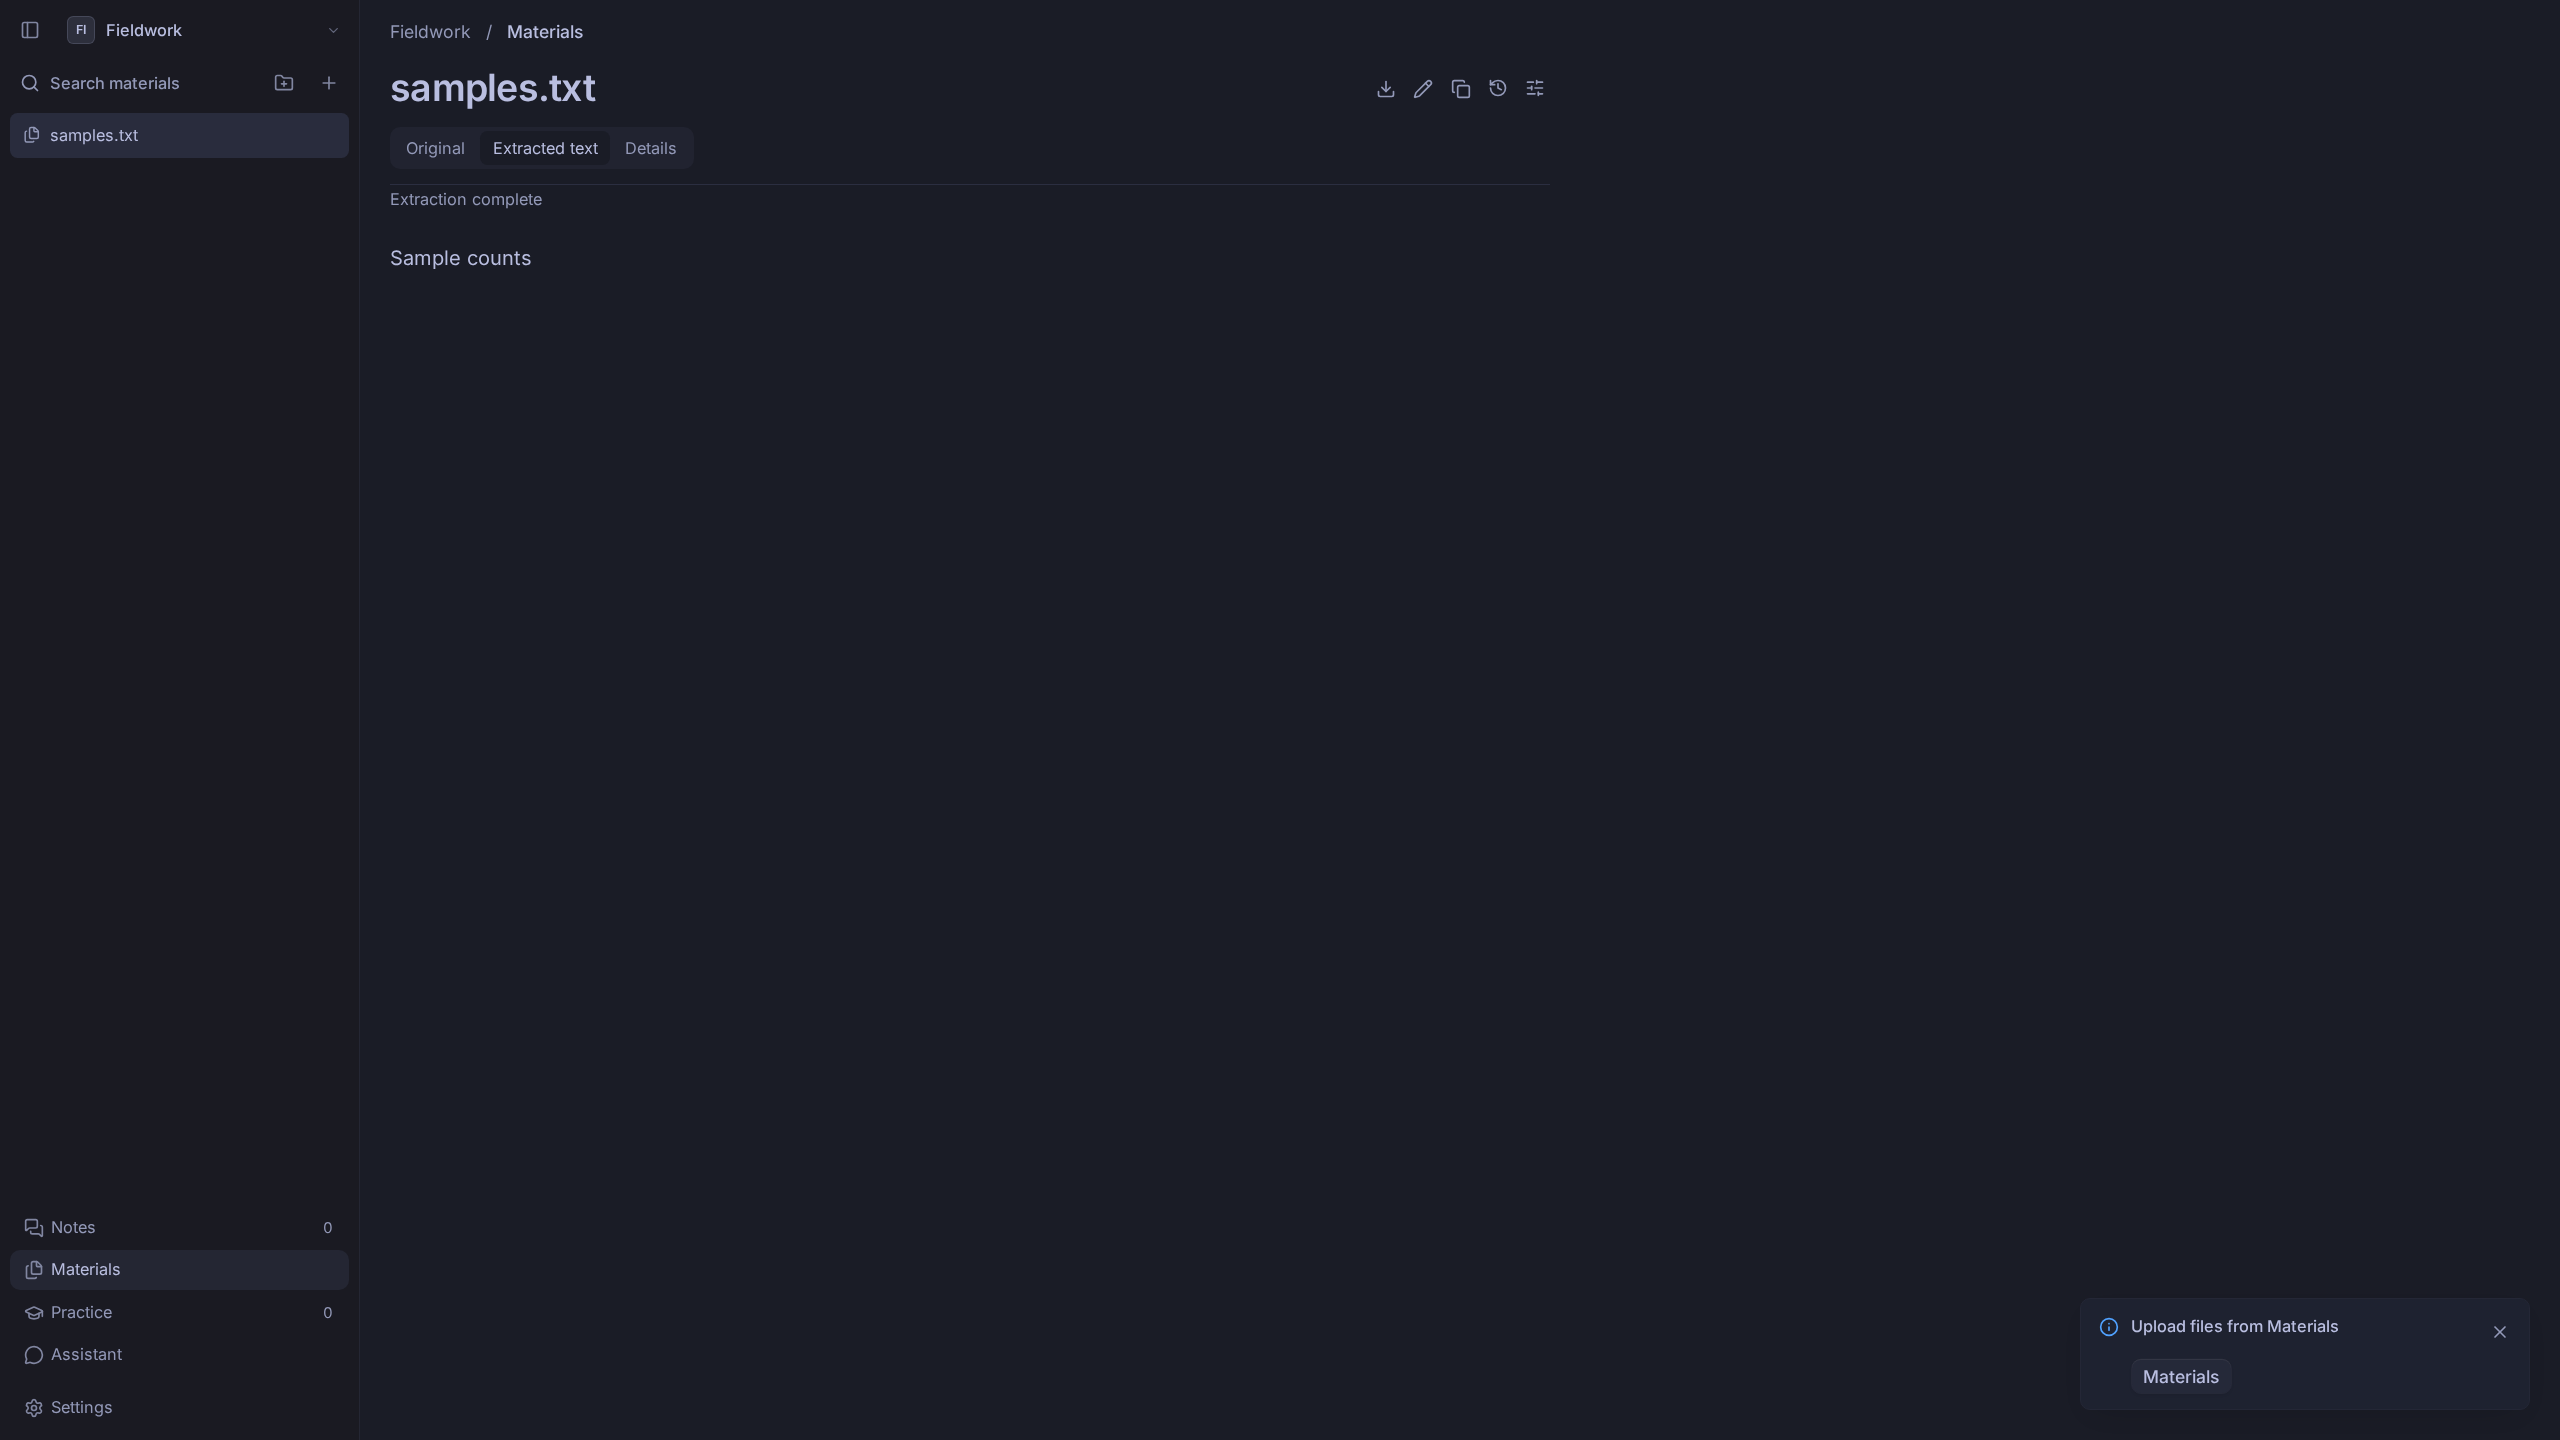 FI Fieldwork
Search materials
samples.txt
Notes 0
Materials
Practice 0
Assistant
Settings
Fieldwork / Materials
samples.txt
Original Extracted text Details
Extraction complete
Sample counts
Upload files from Materials
Materials